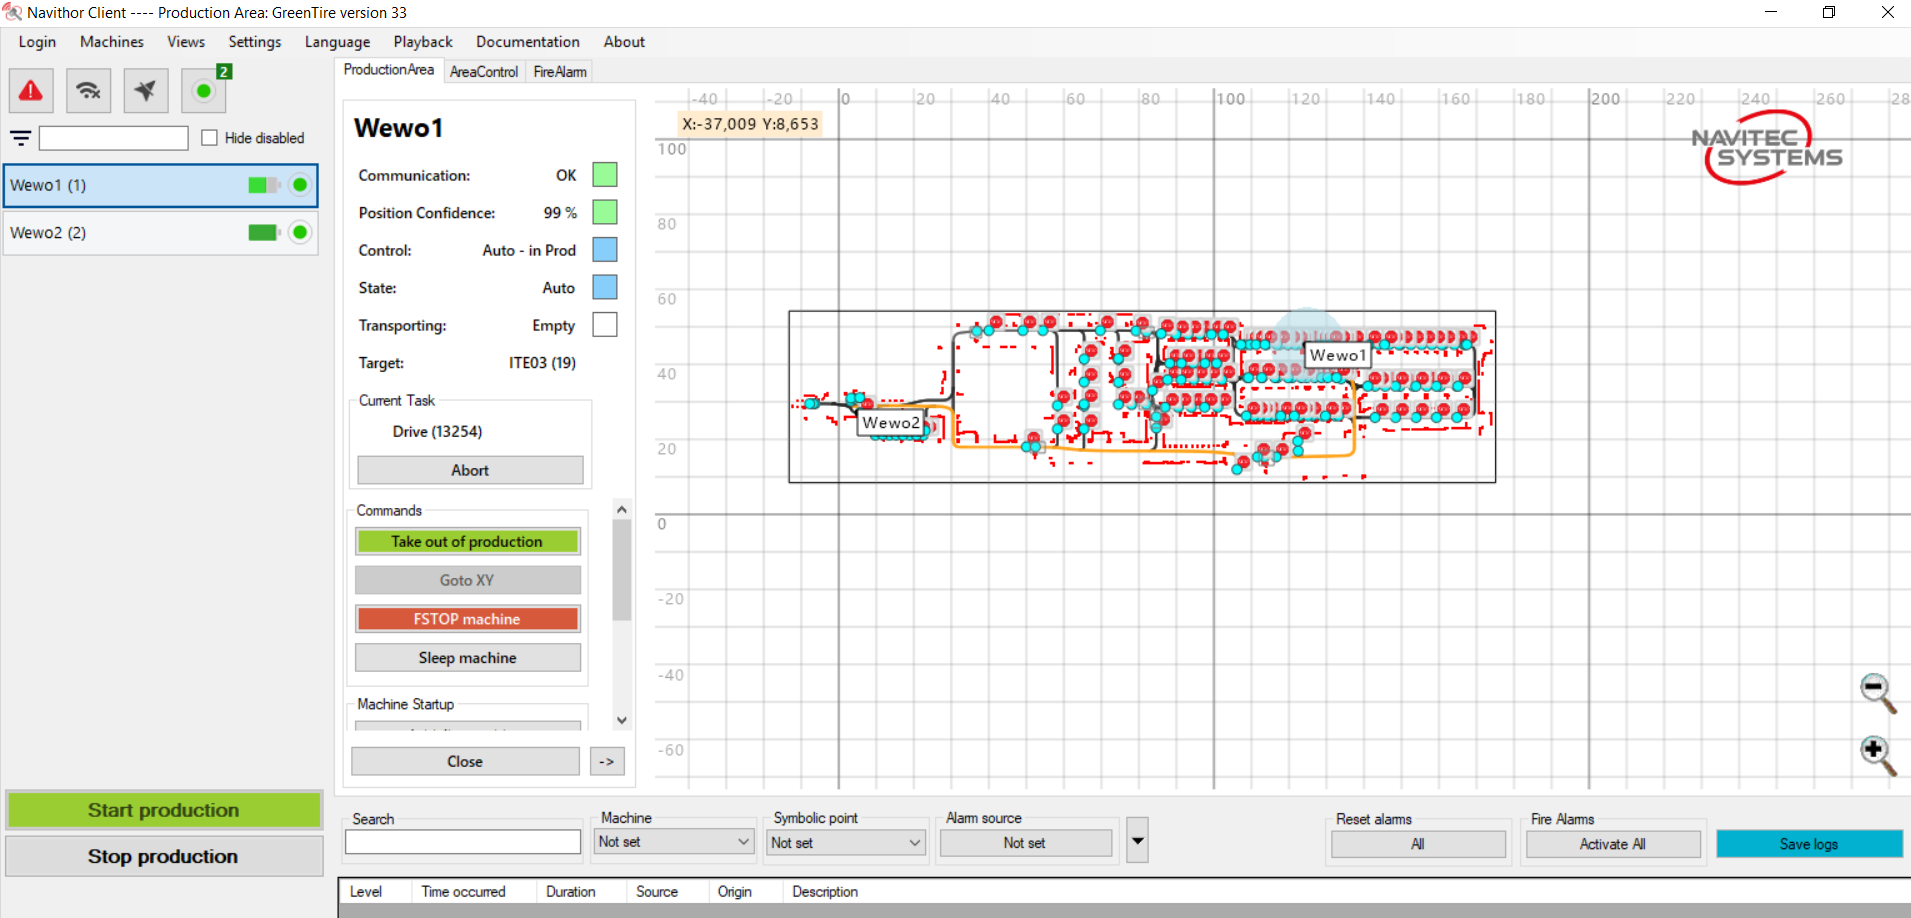 Navithor Client ---- Production Area: GreenTire version 33
Login Machines Views Settings Language Playback Documentation About
2
Hide disabled
Wewo1 (1)
Wewo2 (2)
Start production
Stop production
ProductionArea AreaControl FireAlarm
Wewo1
Communication: OK
Position Confidence: 99 %
Control: Auto - in Prod
State: Auto
Transporting: Empty
Target: ITE03 (19)
Current Task
Drive (13254)
Abort
Commands
Take out of production
Goto XY
FSTOP machine
Sleep machine
Machine Startup
Close ->
-40 -20 0 20 40 60 80 100 120 140 160 180 200 220 240 260 28
X:-37,009 Y:8,653
NAVITEC
SYSTEMS
100
80
60
40
20
0
-20
-40
-60
Wewo1
Wewo2
Search
Machine
Not set
Symbolic point
Not set
Alarm source
Not set
Reset alarms
All
Fire Alarms
Activate All
Save logs
Level Time occurred Duration Source Origin Description